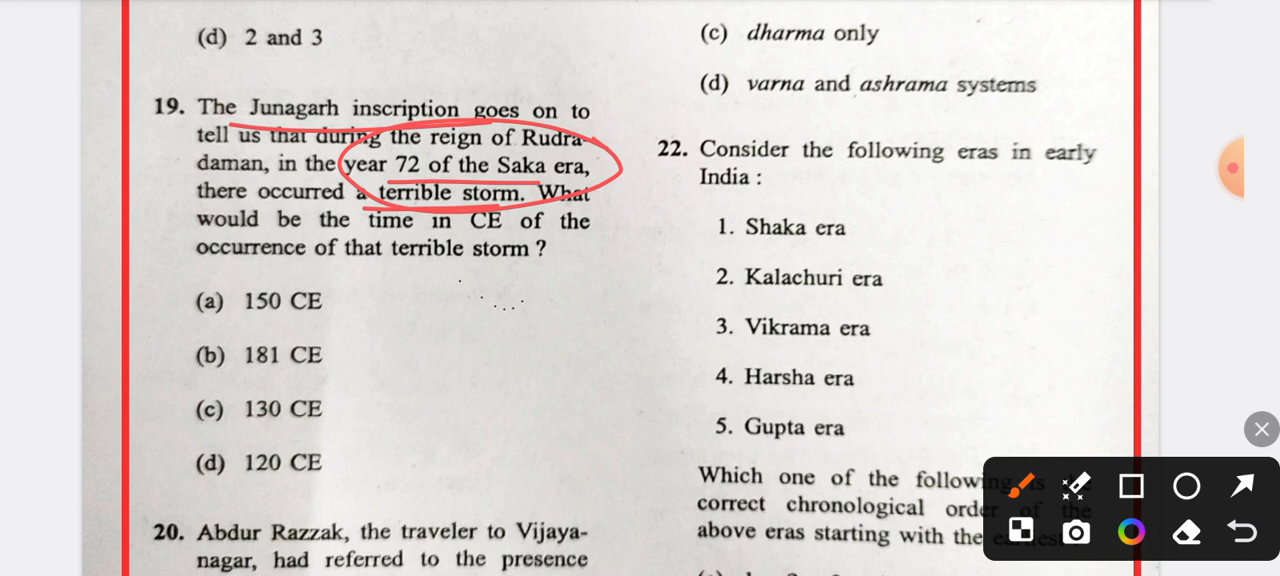 (d) 2 and 3
19. The Junagarh inscription goes on to
tell us that during the reign of Rudra-
daman, in the year 72 of the Saka era,
there occurred a terrible storm. What
would be the time in CE of the
occurrence of that terrible storm ?
(a) 150 CE
(b) 181 CE
(c) 130 CE
(d) 120 CE
20. Abdur Razzak, the traveler to Vijaya-
nagar, had referred to the presence
(c) dharma only
(d) varna and ashrama systems
22. Consider the following eras in early
India :
1. Shaka era
2. Kalachuri era
3. Vikrama era
4. Harsha era
5. Gupta era
Which one of the following is the
correct chronological order of the
above eras starting with the earliest